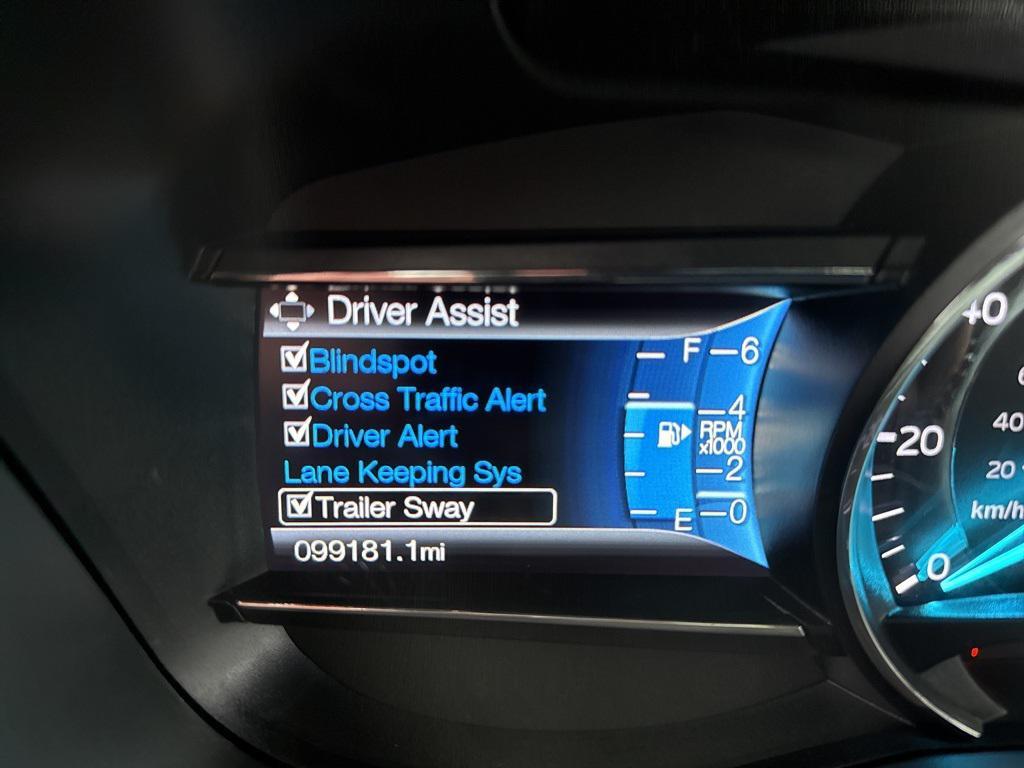 Driver Assist
Blindspot
Cross Traffic Alert
Driver Alert
Lane Keeping Sys
Trailer Sway
099181.1mi
F
E
6
4
RPM
x1000
2
0
40
20
0
40
20
km/h